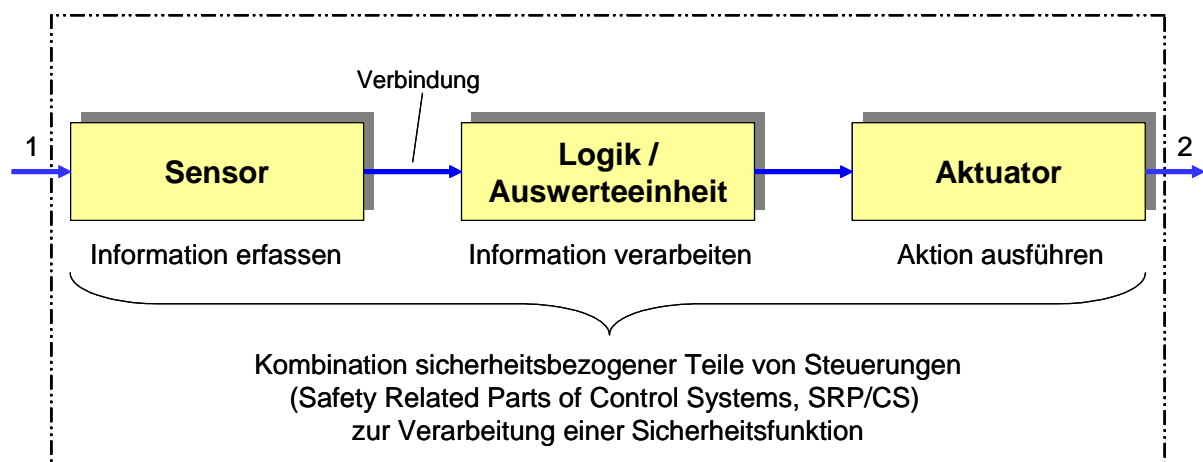 Verbindung
1
Sensor
Logik /
Auswerteeinheit
Aktuator
2
Information erfassen
Information verarbeiten
Aktion ausführen
Kombination sicherheitsbezogener Teile von Steuerungen
(Safety Related Parts of Control Systems, SRP/CS)
zur Verarbeitung einer Sicherheitsfunktion